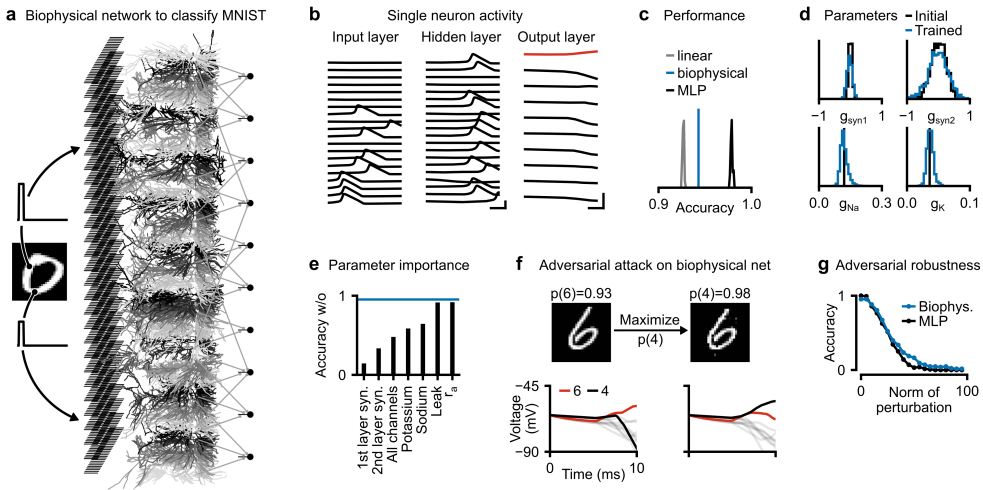 a Biophysical network to classify MNIST
b Single neuron activity
Input layer Hidden layer Output layer
c Performance
linear
biophysical
MLP
0.9 1.0
Accuracy
d Parameters
Initial
Trained
−1 1 −1 1
gsyn1 gsyn2
0.0 0.3 0.0 0.1
gNa gK
e Parameter importance
Accuracy w/o
1
0
1st layer syn.
2nd layer syn.
All channels
Potassium
Sodium
Leak
ra
f Adversarial attack on biophysical net
p(6)=0.93 p(4)=0.98
Maximize
p(4)
Voltage
(mV)
−45
−90
6 4
0 10
Time (ms)
g Adversarial robustness
Accuracy
1
0
Biophys.
MLP
0 100
Norm of
perturbation